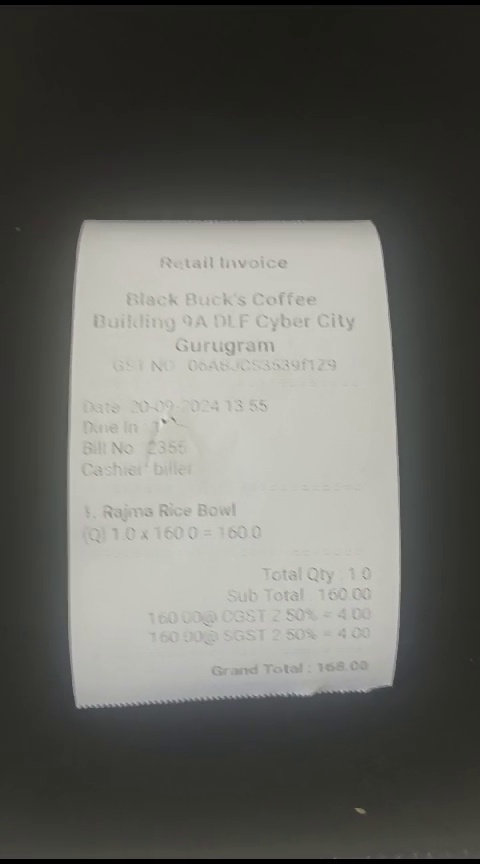 Retail Invoice
Black Buck's Coffee
Building 9A DLF Cyber City
Gurugram
GST NO
Date 20-09-2024 13:55
Dine In :
Bill No 2355
Cashier biller
1. Rajma Rice Bowl
(Q) 1.0 x 160.0 = 160.0
Total Qty : 1.0
Sub Total : 160.00
160.00@ CGST 2.50% = 4.00
160.00@ SGST 2.50% = 4.00
Grand Total : 168.00